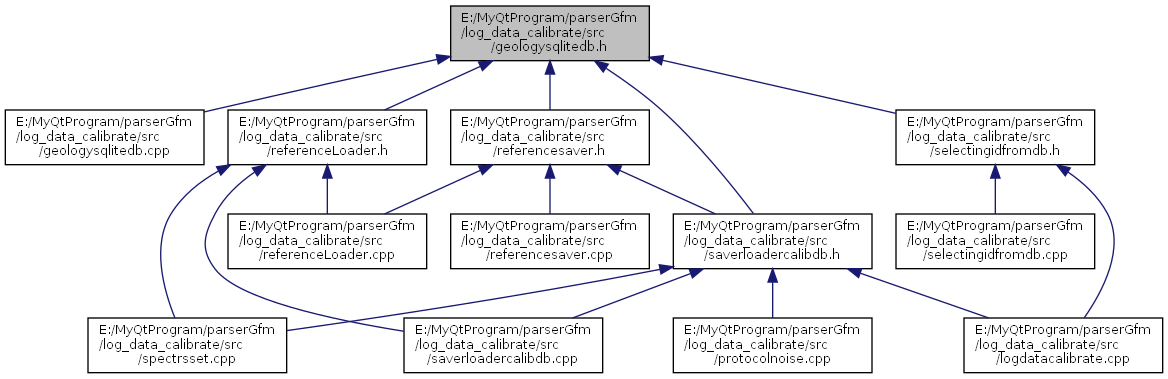 E:/MyQtProgram/parserGfm
/log_data_calibrate/src
/geologysqlitedb.h
E:/MyQtProgram/parserGfm
/log_data_calibrate/src
/geologysqlitedb.cpp
E:/MyQtProgram/parserGfm
/log_data_calibrate/src
/referenceLoader.h
E:/MyQtProgram/parserGfm
/log_data_calibrate/src
/referencesaver.h
E:/MyQtProgram/parserGfm
/log_data_calibrate/src
/selectingidfromdb.h
E:/MyQtProgram/parserGfm
/log_data_calibrate/src
/referenceLoader.cpp
E:/MyQtProgram/parserGfm
/log_data_calibrate/src
/referencesaver.cpp
E:/MyQtProgram/parserGfm
/log_data_calibrate/src
/saverloadercalibdb.h
E:/MyQtProgram/parserGfm
/log_data_calibrate/src
/selectingidfromdb.cpp
E:/MyQtProgram/parserGfm
/log_data_calibrate/src
/spectrsset.cpp
E:/MyQtProgram/parserGfm
/log_data_calibrate/src
/saverloadercalibdb.cpp
E:/MyQtProgram/parserGfm
/log_data_calibrate/src
/protocolnoise.cpp
E:/MyQtProgram/parserGfm
/log_data_calibrate/src
/logdatacalibrate.cpp